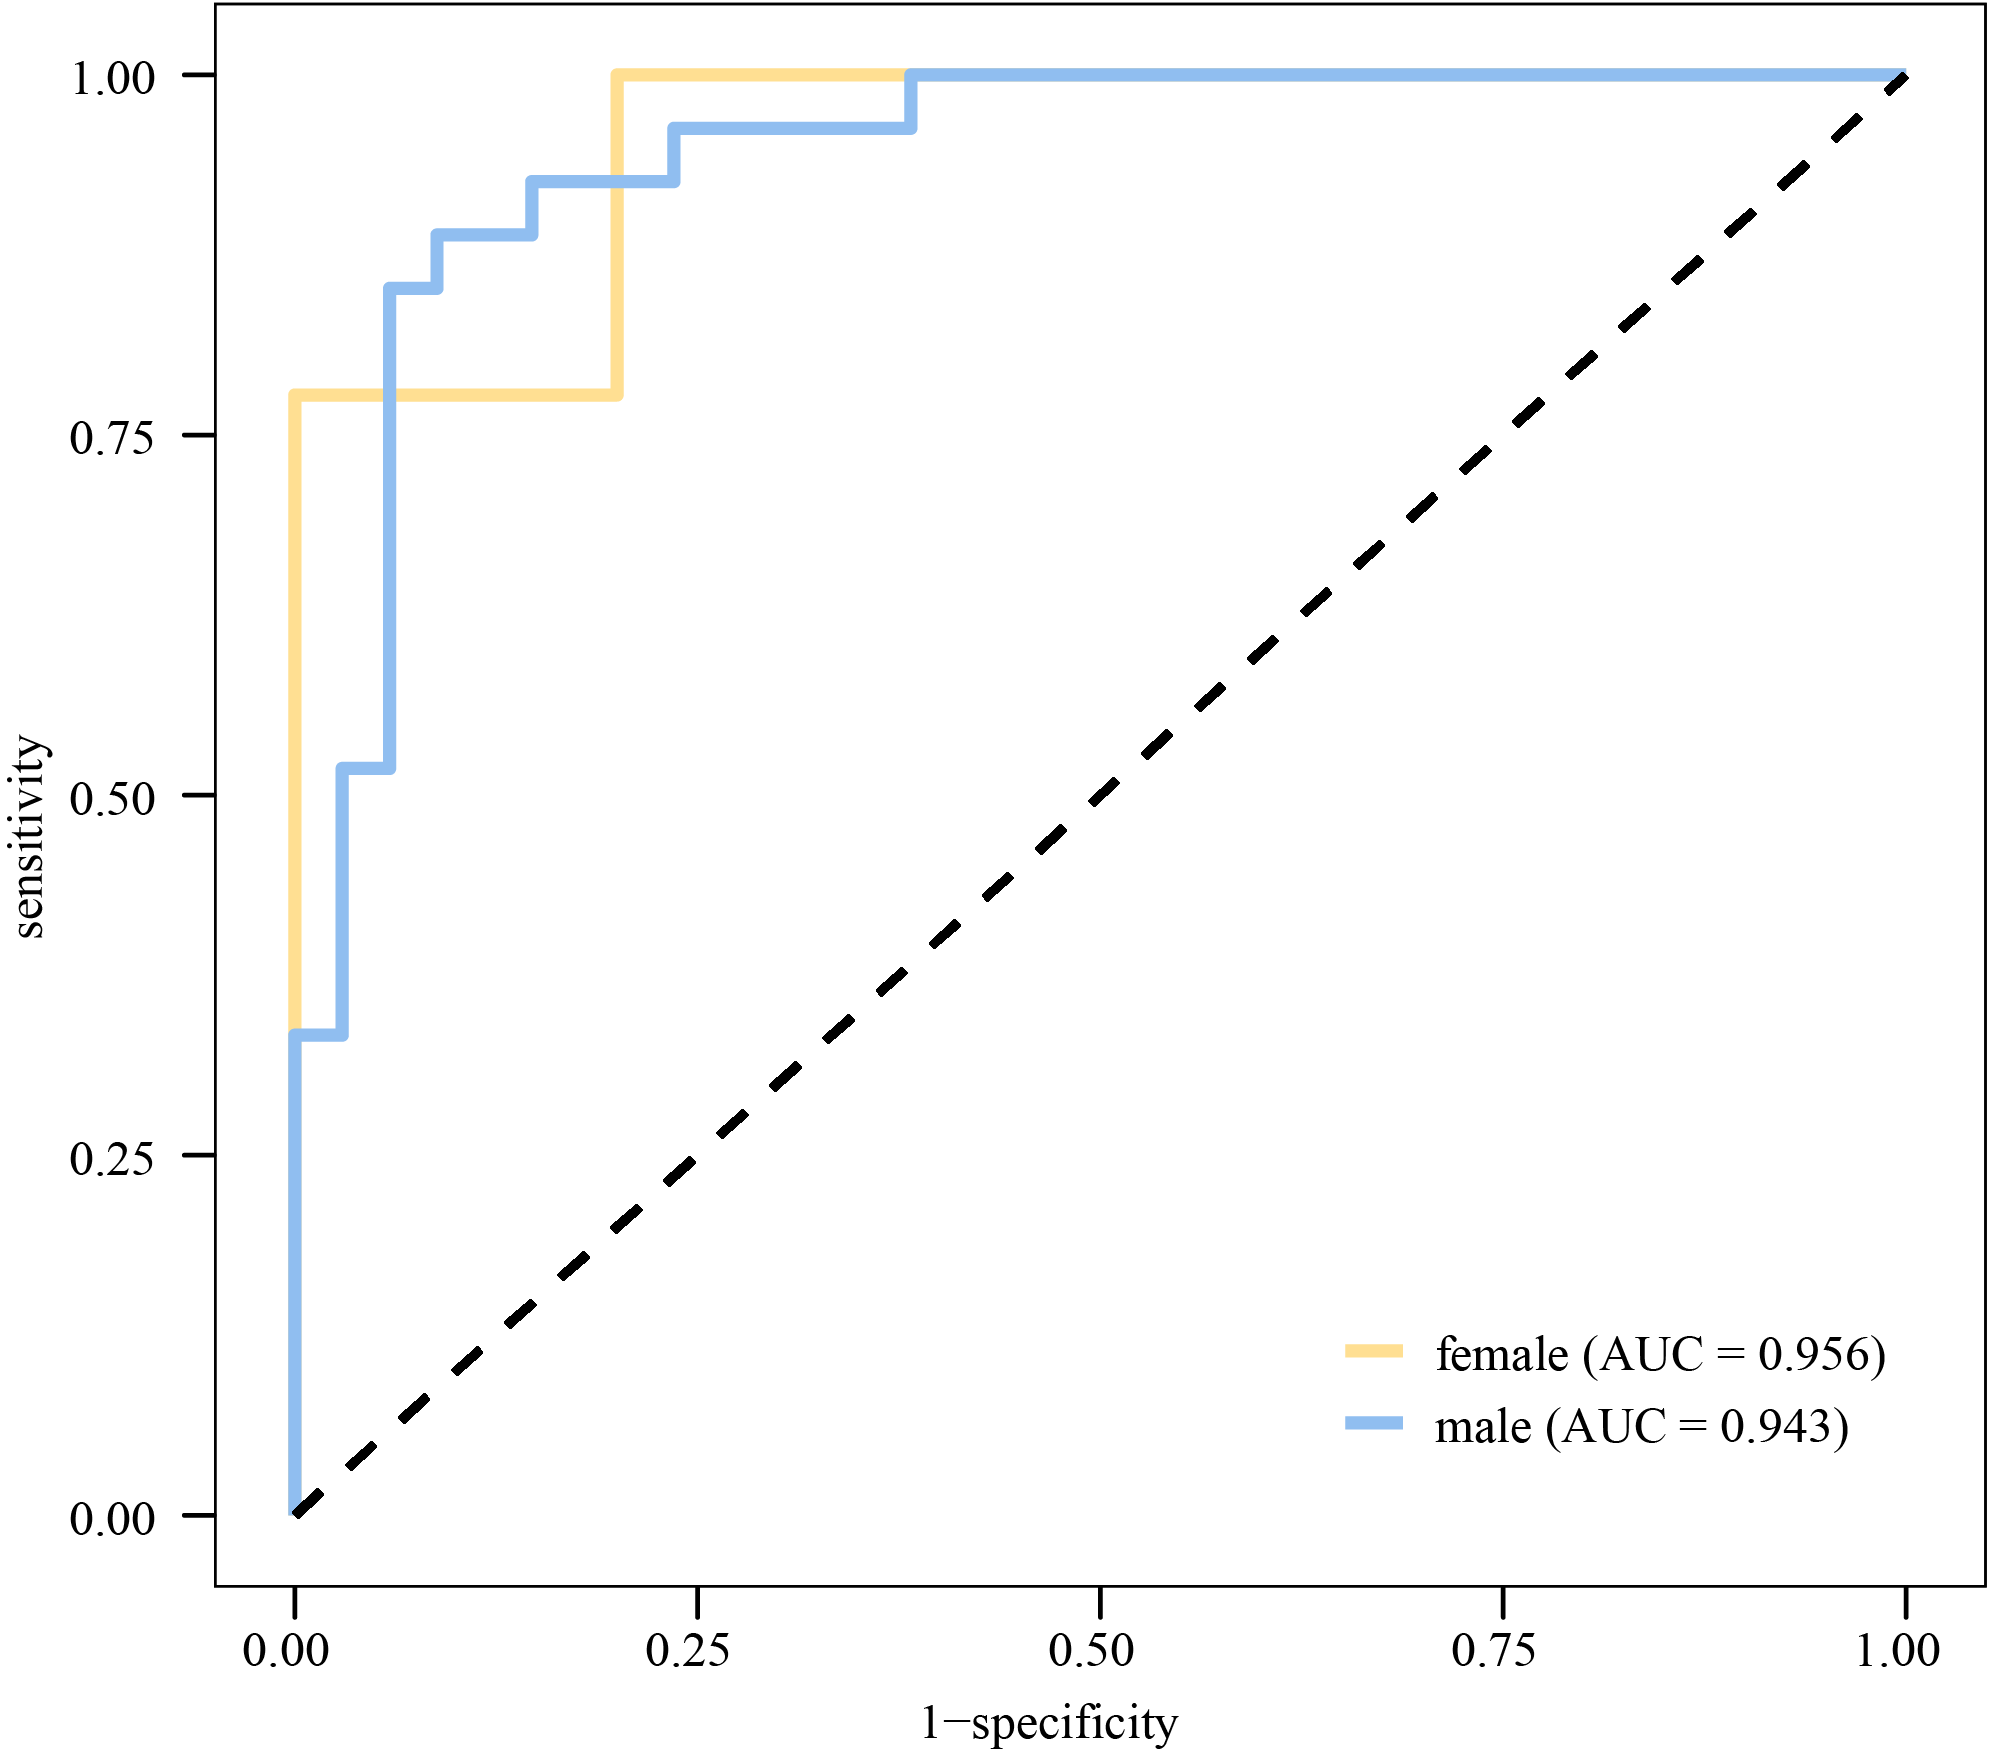 1.00
0.75
0.50
0.25
0.00
sensitivity
female (AUC = 0.956)
male (AUC = 0.943)
0.00 0.25 0.50 0.75 1.00
1−specificity